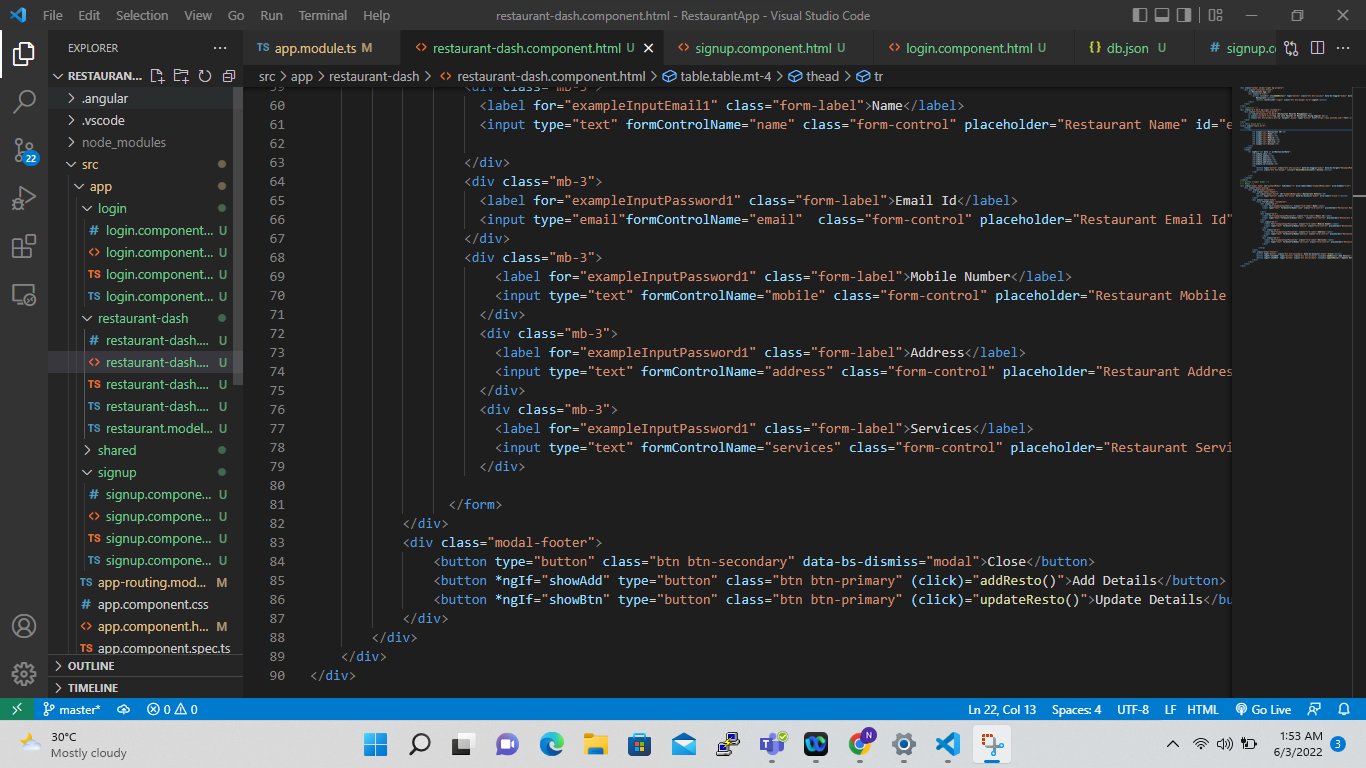 File Edit Selection View Go Run Terminal Help restaurant-dash.component.html - RestaurantApp - Visual Studio Code
EXPLORER ...
TS app.module.ts M <> restaurant-dash.component.html U <> signup.component.html U <> login.component.html U {} db.json U # signup.co
RESTAURAN...
src > app > restaurant-dash > <> restaurant-dash.component.html > table.table.mt-4 > thead > tr
.angular
.vscode
node_modules
src
app
login
# login.component... U
<> login.component... U
TS login.component... U
TS login.component... U
restaurant-dash
# restaurant-dash.... U
<> restaurant-dash.... U
TS restaurant-dash.... U
TS restaurant-dash.... U
TS restaurant.model... U
shared
signup
# signup.compone... U
<> signup.compone... U
TS signup.compone... U
TS signup.compone... U
TS app-routing.mod... M
# app.component.css
<> app.component.h... M
TS app.component.spec.ts
OUTLINE
TIMELINE
22
59 <div class="mb-3">
60 <label for="exampleInputEmail1" class="form-label">Name</label>
61 <input type="text" formControlName="name" class="form-control" placeholder="Restaurant Name" id="e
62
63 </div>
64 <div class="mb-3">
65 <label for="exampleInputPassword1" class="form-label">Email Id</label>
66 <input type="email"formControlName="email"  class="form-control" placeholder="Restaurant Email Id"
67 </div>
68 <div class="mb-3">
69 <label for="exampleInputPassword1" class="form-label">Mobile Number</label>
70 <input type="text" formControlName="mobile" class="form-control" placeholder="Restaurant Mobile
71 </div>
72 <div class="mb-3">
73 <label for="exampleInputPassword1" class="form-label">Address</label>
74 <input type="text" formControlName="address" class="form-control" placeholder="Restaurant Addres
75 </div>
76 <div class="mb-3">
77 <label for="exampleInputPassword1" class="form-label">Services</label>
78 <input type="text" formControlName="services" class="form-control" placeholder="Restaurant Servi
79 </div>
80
81 </form>
82 </div>
83 <div class="modal-footer">
84 <button type="button" class="btn btn-secondary" data-bs-dismiss="modal">Close</button>
85 <button *ngIf="showAdd" type="button" class="btn btn-primary" (click)="addResto()">Add Details</button>
86 <button *ngIf="showBtn" type="button" class="btn btn-primary" (click)="updateResto()">Update Details</bu
87 </div>
88 </div>
89 </div>
90 </div>
master* 0 0 Ln 22, Col 13 Spaces: 4 UTF-8 LF HTML Go Live
30°C
Mostly cloudy
N
1:53 AM
6/3/2022 3